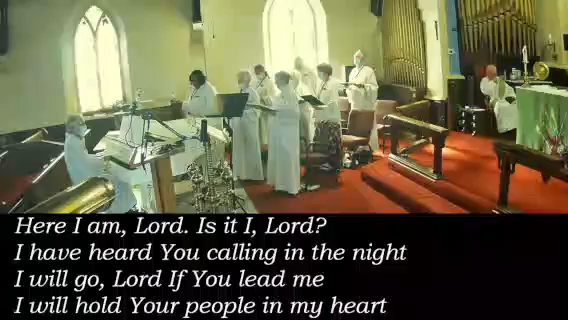 Here I am, Lord. Is it I, Lord?
I have heard You calling in the night
I will go, Lord If You lead me
I will hold Your people in my heart